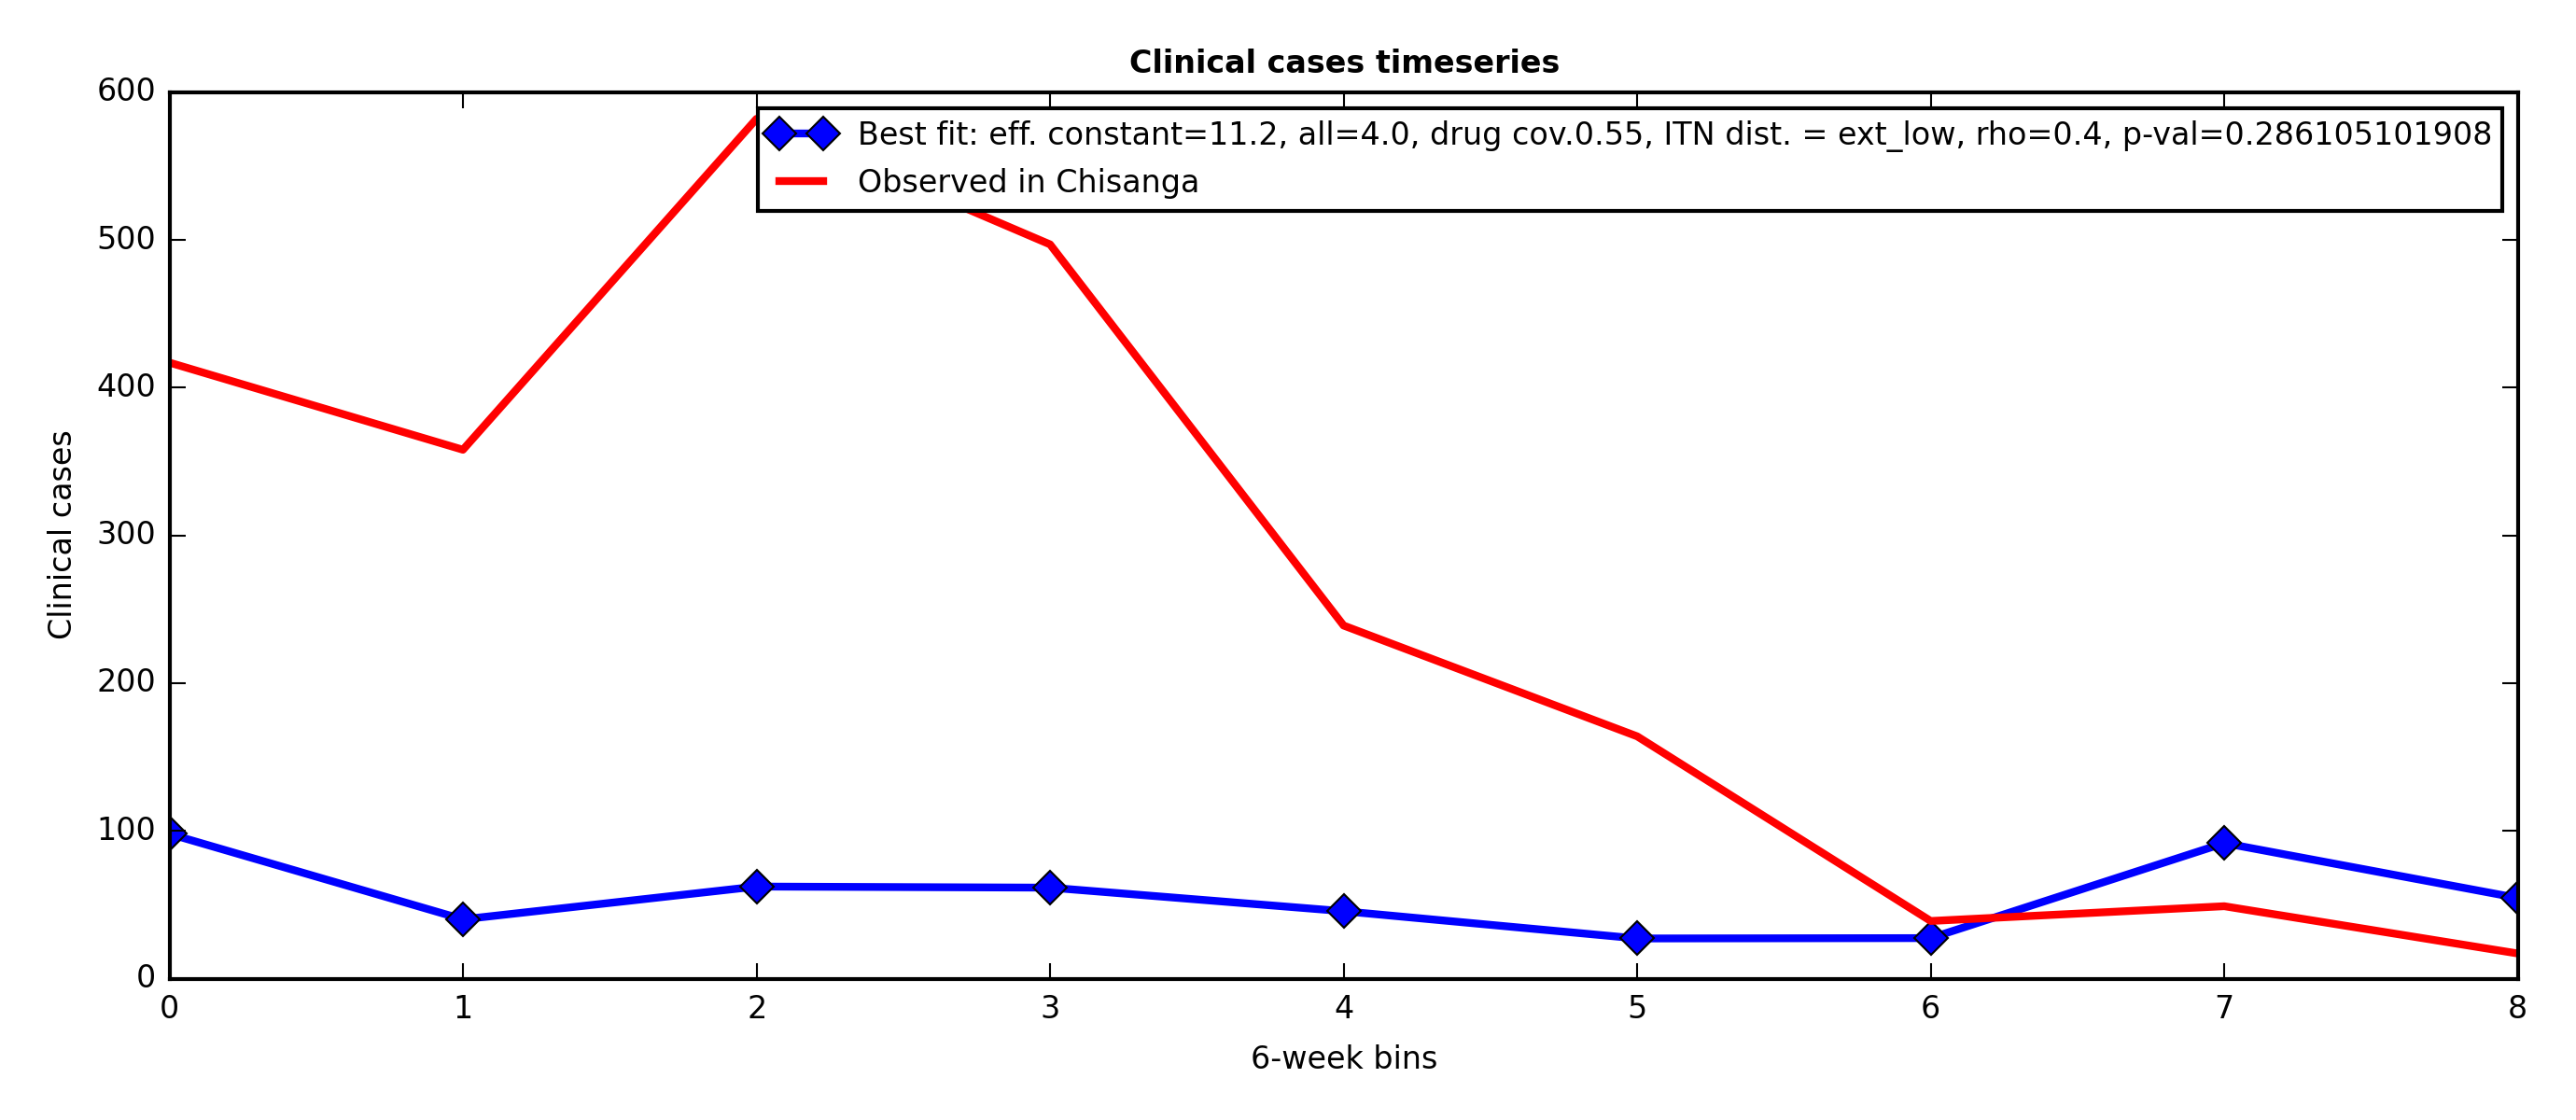 Clinical cases timeseries
600
500
400
300
200
100
0
Clinical cases
Best fit: eff. constant=11.2, all=4.0, drug cov.0.55, ITN dist. = ext_low, rho=0.4, p-val=0.286105101908
Observed in Chisanga
0 1 2 3 4 5 6 7 8
6-week bins